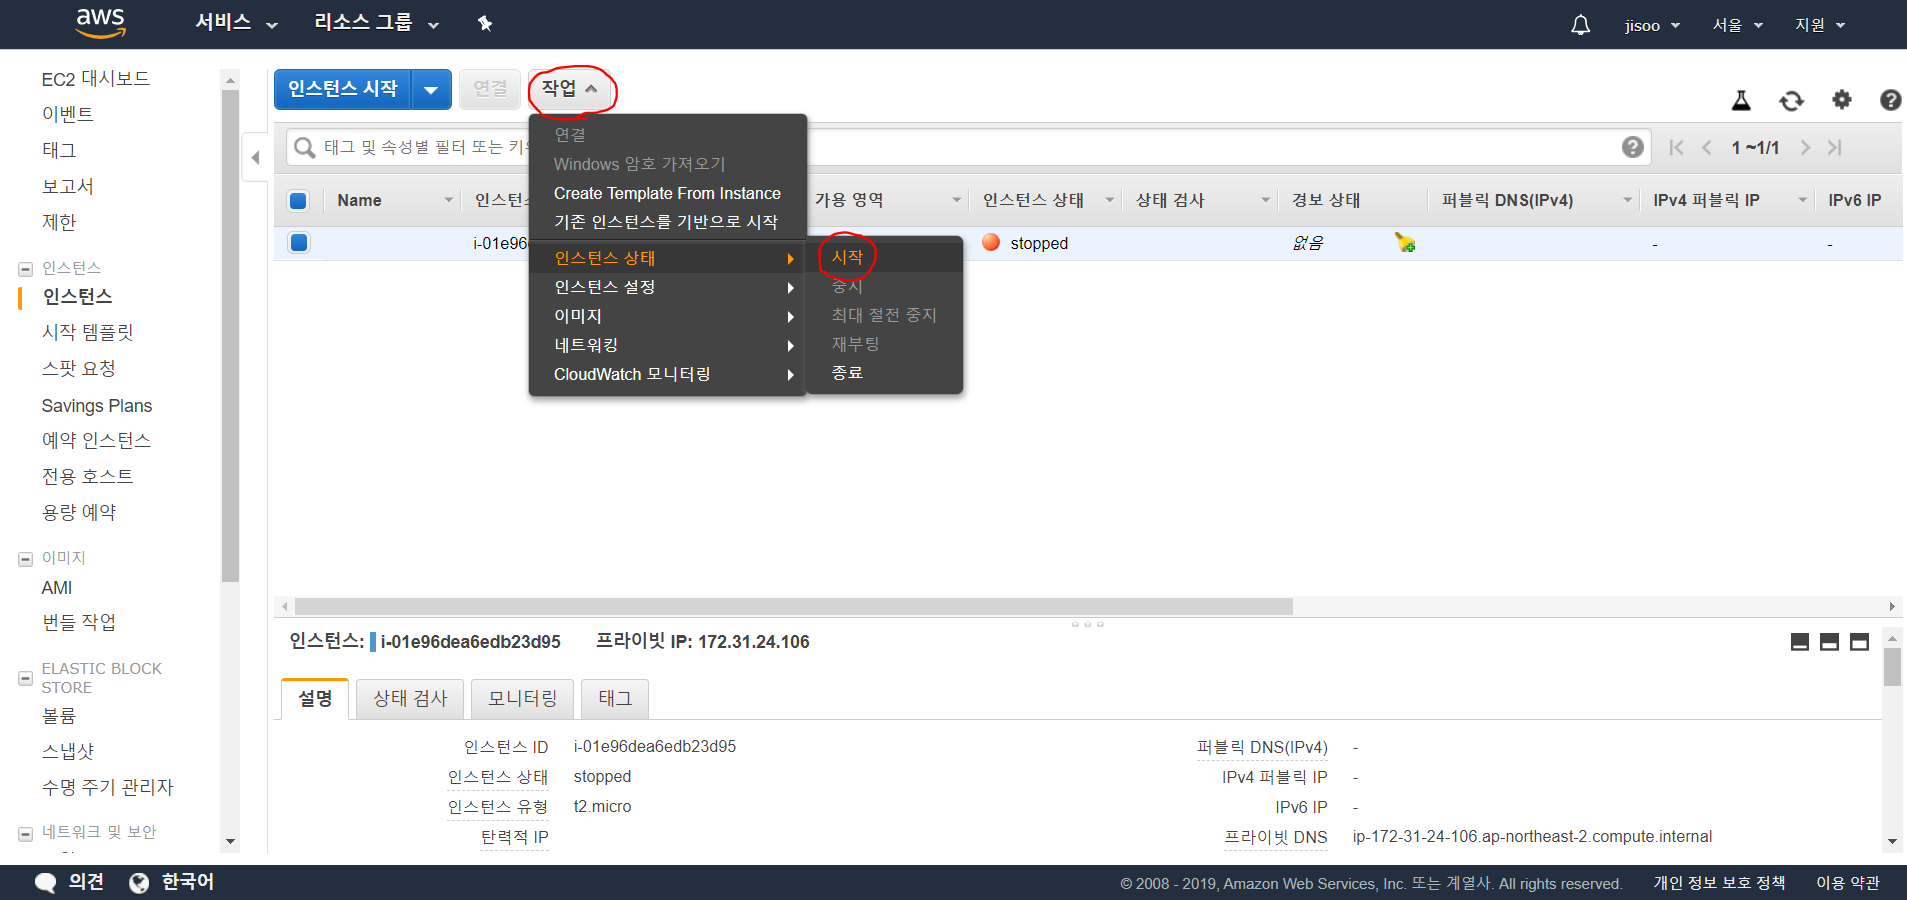 aws 서비스 리소스 그룹 jisoo 서울 지원
EC2 대시보드
이벤트
태그
보고서
제한
인스턴스
인스턴스
시작 템플릿
스팟 요청
Savings Plans
예약 인스턴스
전용 호스트
용량 예약
이미지
AMI
번들 작업
ELASTIC BLOCK
STORE
볼륨
스냅샷
수명 주기 관리자
네트워크 및 보안
인스턴스 시작 연결 작업
태그 및 속성별 필터 또는 1 ~1/1
Name 가용 영역 인스턴스 상태 상태 검사 경보 상태 퍼블릭 DNS(IPv4) IPv4 퍼블릭 IP IPv6 IP
i-01e96 stopped 없음 - -
연결
Windows 암호 가져오기
Create Template From Instance
기존 인스턴스를 기반으로 시작
인스턴스 상태
인스턴스 설정
이미지
네트워킹
CloudWatch 모니터링
시작
중지
최대 절전 중지
재부팅
종료
인스턴스: i-01e96dea6edb23d95 프라이빗 IP: 172.31.24.106
설명 상태 검사 모니터링 태그
인스턴스 ID i-01e96dea6edb23d95 퍼블릭 DNS(IPv4) -
인스턴스 상태 stopped IPv4 퍼블릭 IP -
인스턴스 유형 t2.micro IPv6 IP -
탄력적 IP 프라이빗 DNS ip-172-31-24-106.ap-northeast-2.compute.internal
의견 한국어 © 2008 - 2019, Amazon Web Services, Inc. 또는 계열사. All rights reserved. 개인 정보 보호 정책 이용 약관